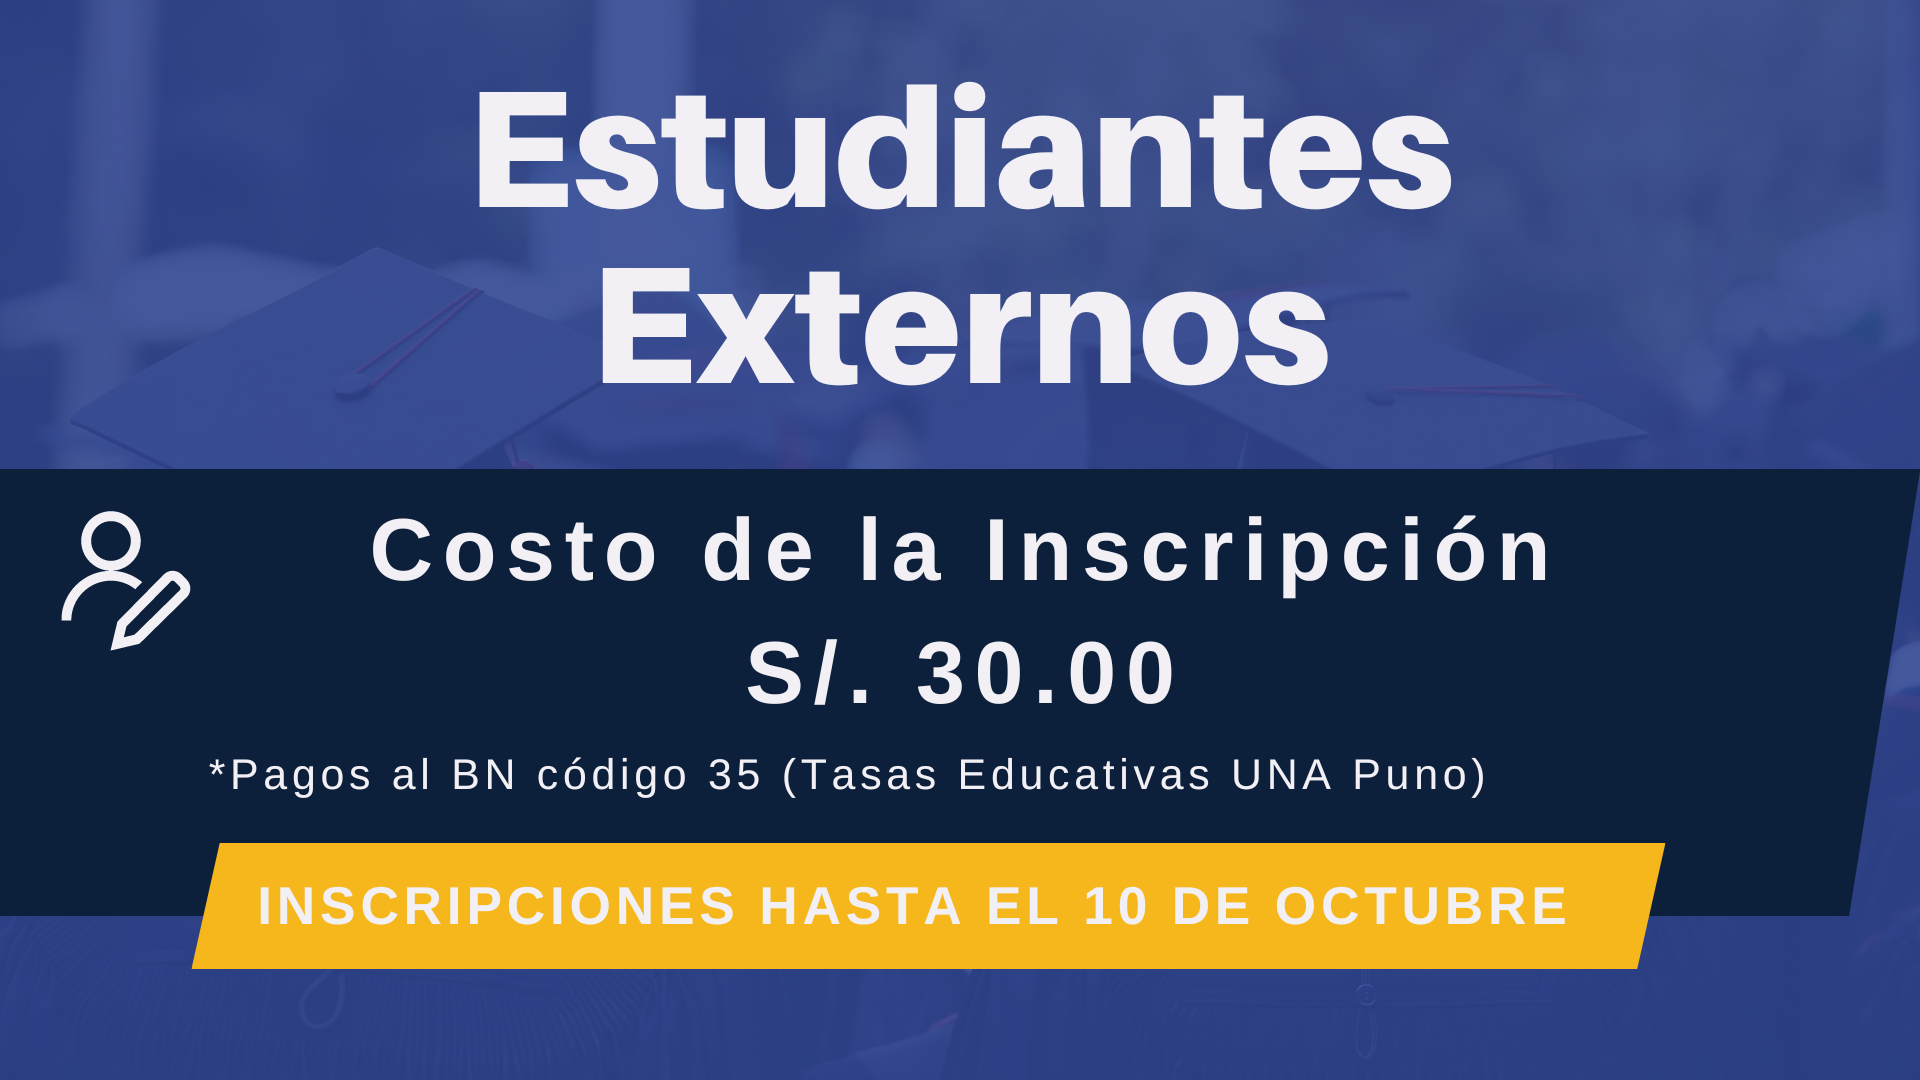 Estudiantes
Externos
Costo de la Inscripción
S/. 30.00
*Pagos al BN código 35 (Tasas Educativas UNA Puno)
INSCRIPCIONES HASTA EL 10 DE OCTUBRE